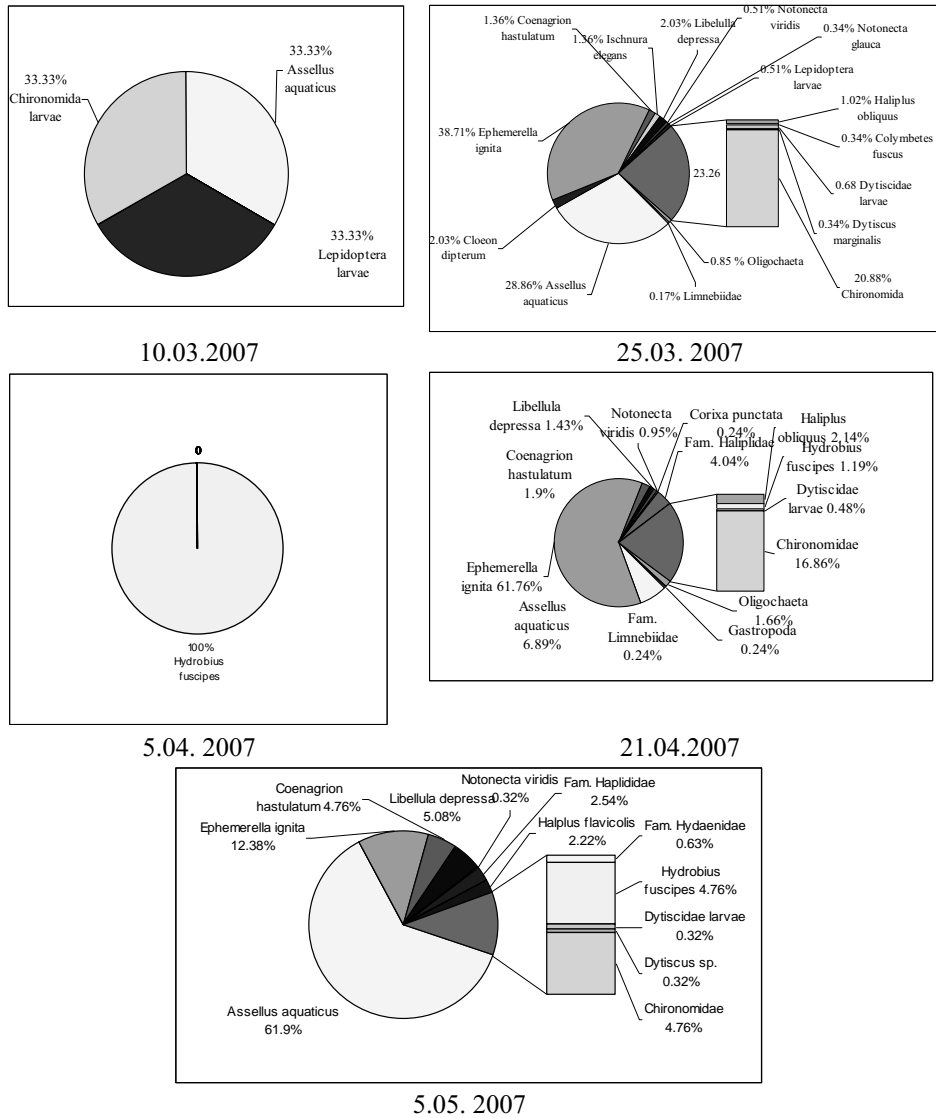 33.33%
Assellus
aquaticus
33.33%
Chironomida
larvae
33.33%
Lepidoptera
larvae
10.03.2007
1.36% Coenagrion
hastulatum
1.36% Ischnura
elegans
2.03% Libelulla
depressa
0.51% Notonecta
viridis
0.34% Notonecta
glauca
0.51% Lepidoptera
larvae
1.02% Haliplus
obliquus
0.34% Colymbetes
fuscus
0.68 Dytiscidae
larvae
0.34% Dytiscus
marginalis
20.88%
Chironomida
23.26
38.71% Ephemerella
ignita
2.03% Cloeon
dipterum
28.86% Assellus
aquaticus
0.85 % Oligochaeta
0.17% Limnebiidae
25.03. 2007
0
100%
Hydrobius
fuscipes
5.04. 2007
Libellula
depressa 1.43%
Notonecta
viridis 0.95%
Corixa punctata
0.24%
Fam. Haliplidae
4.04%
Haliplus
obliquus 2.14%
Hydrobius
fuscipes 1.19%
Dytiscidae
larvae 0.48%
Chironomidae
16.86%
Coenagrion
hastulatum
1.9%
Ephemerella
ignita 61.76%
Assellus
aquaticus
6.89%
Fam.
Limnebiidae
0.24%
Gastropoda
0.24%
Oligochaeta
1.66%
21.04.2007
Coenagrion
hastulatum 4.76%
Libellula depressa
5.08%
Notonecta viridis
0.32%
Fam. Haplididae
2.54%
Halplus flavicolis
2.22%
Ephemerella ignita
12.38%
Fam. Hydaenidae
0.63%
Hydrobius
fuscipes 4.76%
Dytiscidae larvae
0.32%
Dytiscus sp.
0.32%
Chironomidae
4.76%
Assellus aquaticus
61.9%
5.05. 2007